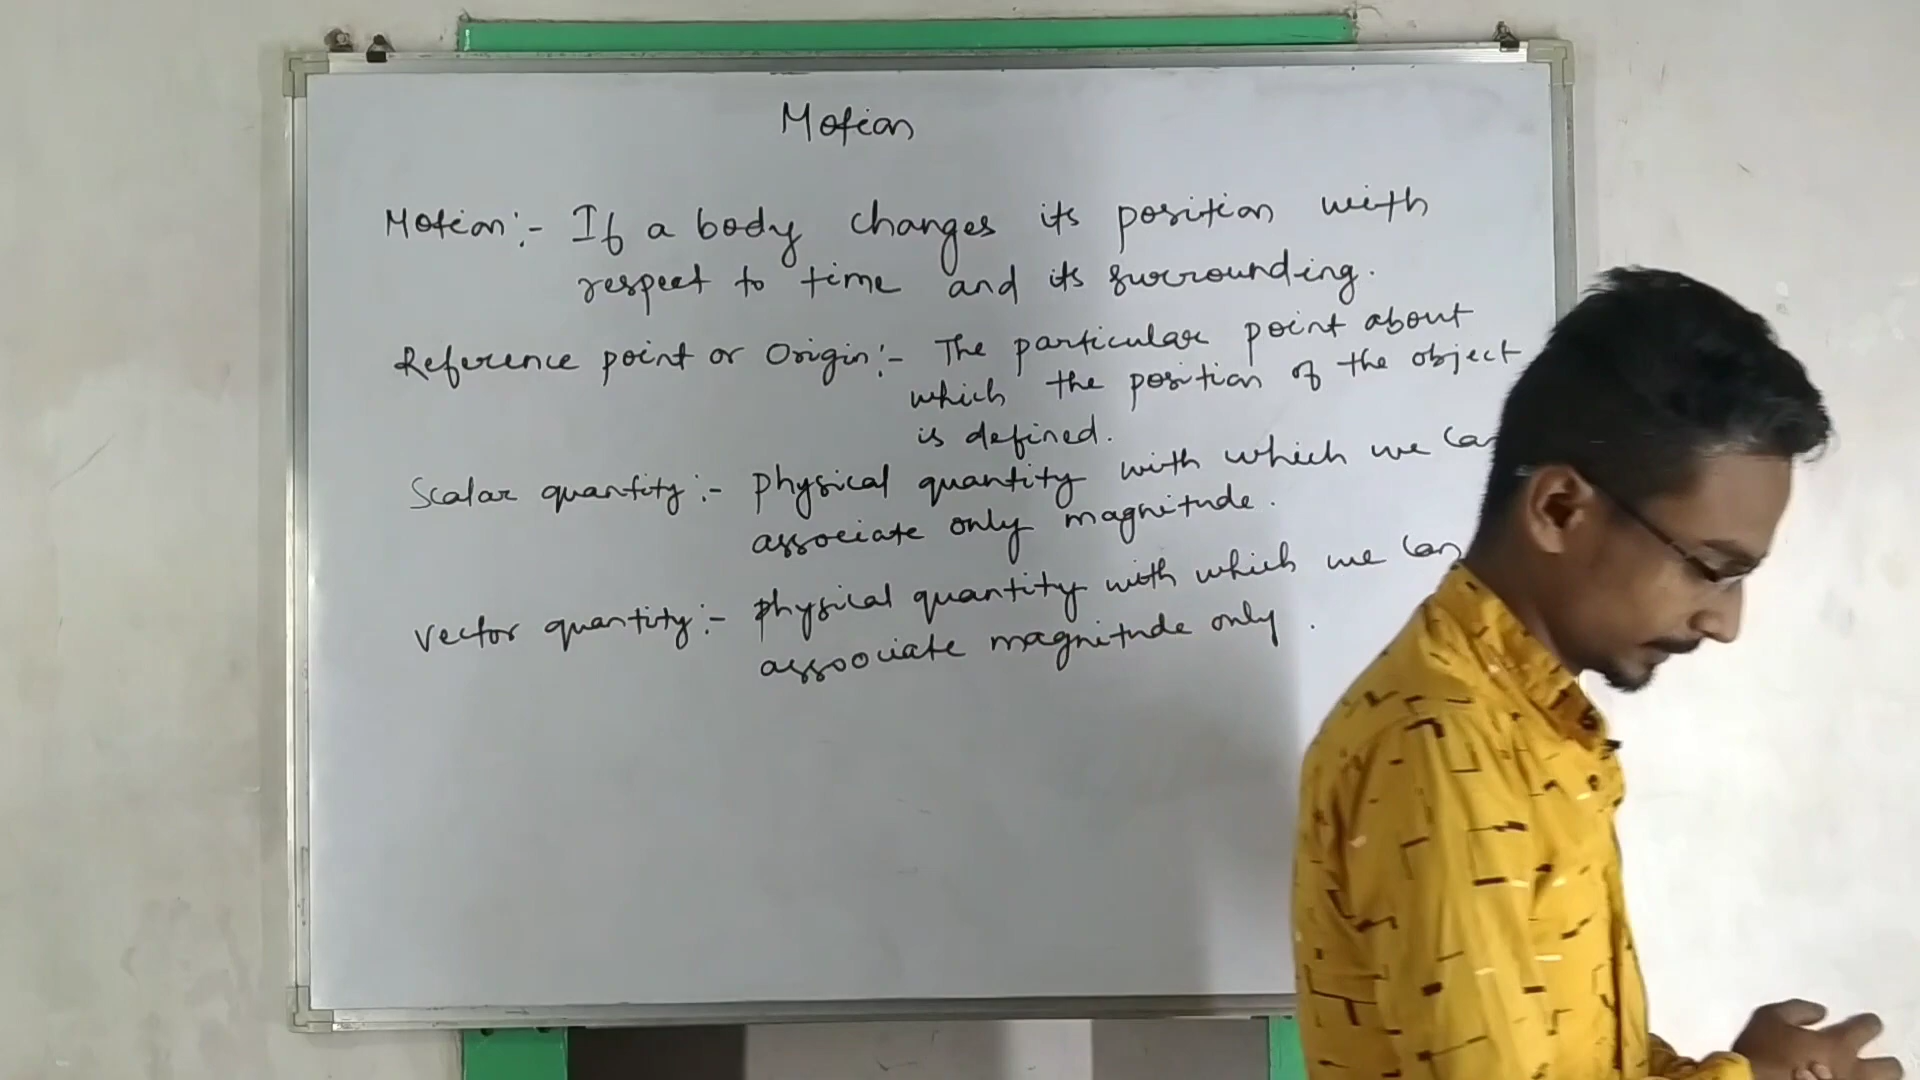 Motion
Motion:- If a body changes its position with
respect to time and its surrounding.
Reference point or Origin:- The particular point about
which the position of the object
is defined.
Scalar quantity:- Physical quantity with which we can
associate only magnitude.
Vector quantity:- Physical quantity with which we can
assoociate magnitude only.